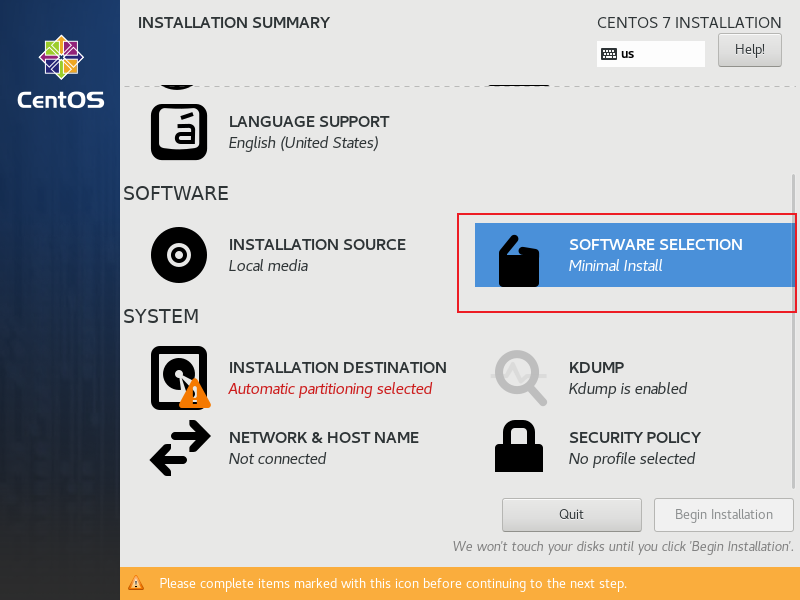 INSTALLATION SUMMARY
CENTOS 7 INSTALLATION
us
Help!
CentOS
á
LANGUAGE SUPPORT
English (United States)
SOFTWARE
INSTALLATION SOURCE
Local media
SOFTWARE SELECTION
Minimal Install
SYSTEM
INSTALLATION DESTINATION
Automatic partitioning selected
KDUMP
Kdump is enabled
NETWORK & HOST NAME
Not connected
SECURITY POLICY
No profile selected
Quit
Begin Installation
We won't touch your disks until you click 'Begin Installation'.
Please complete items marked with this icon before continuing to the next step.